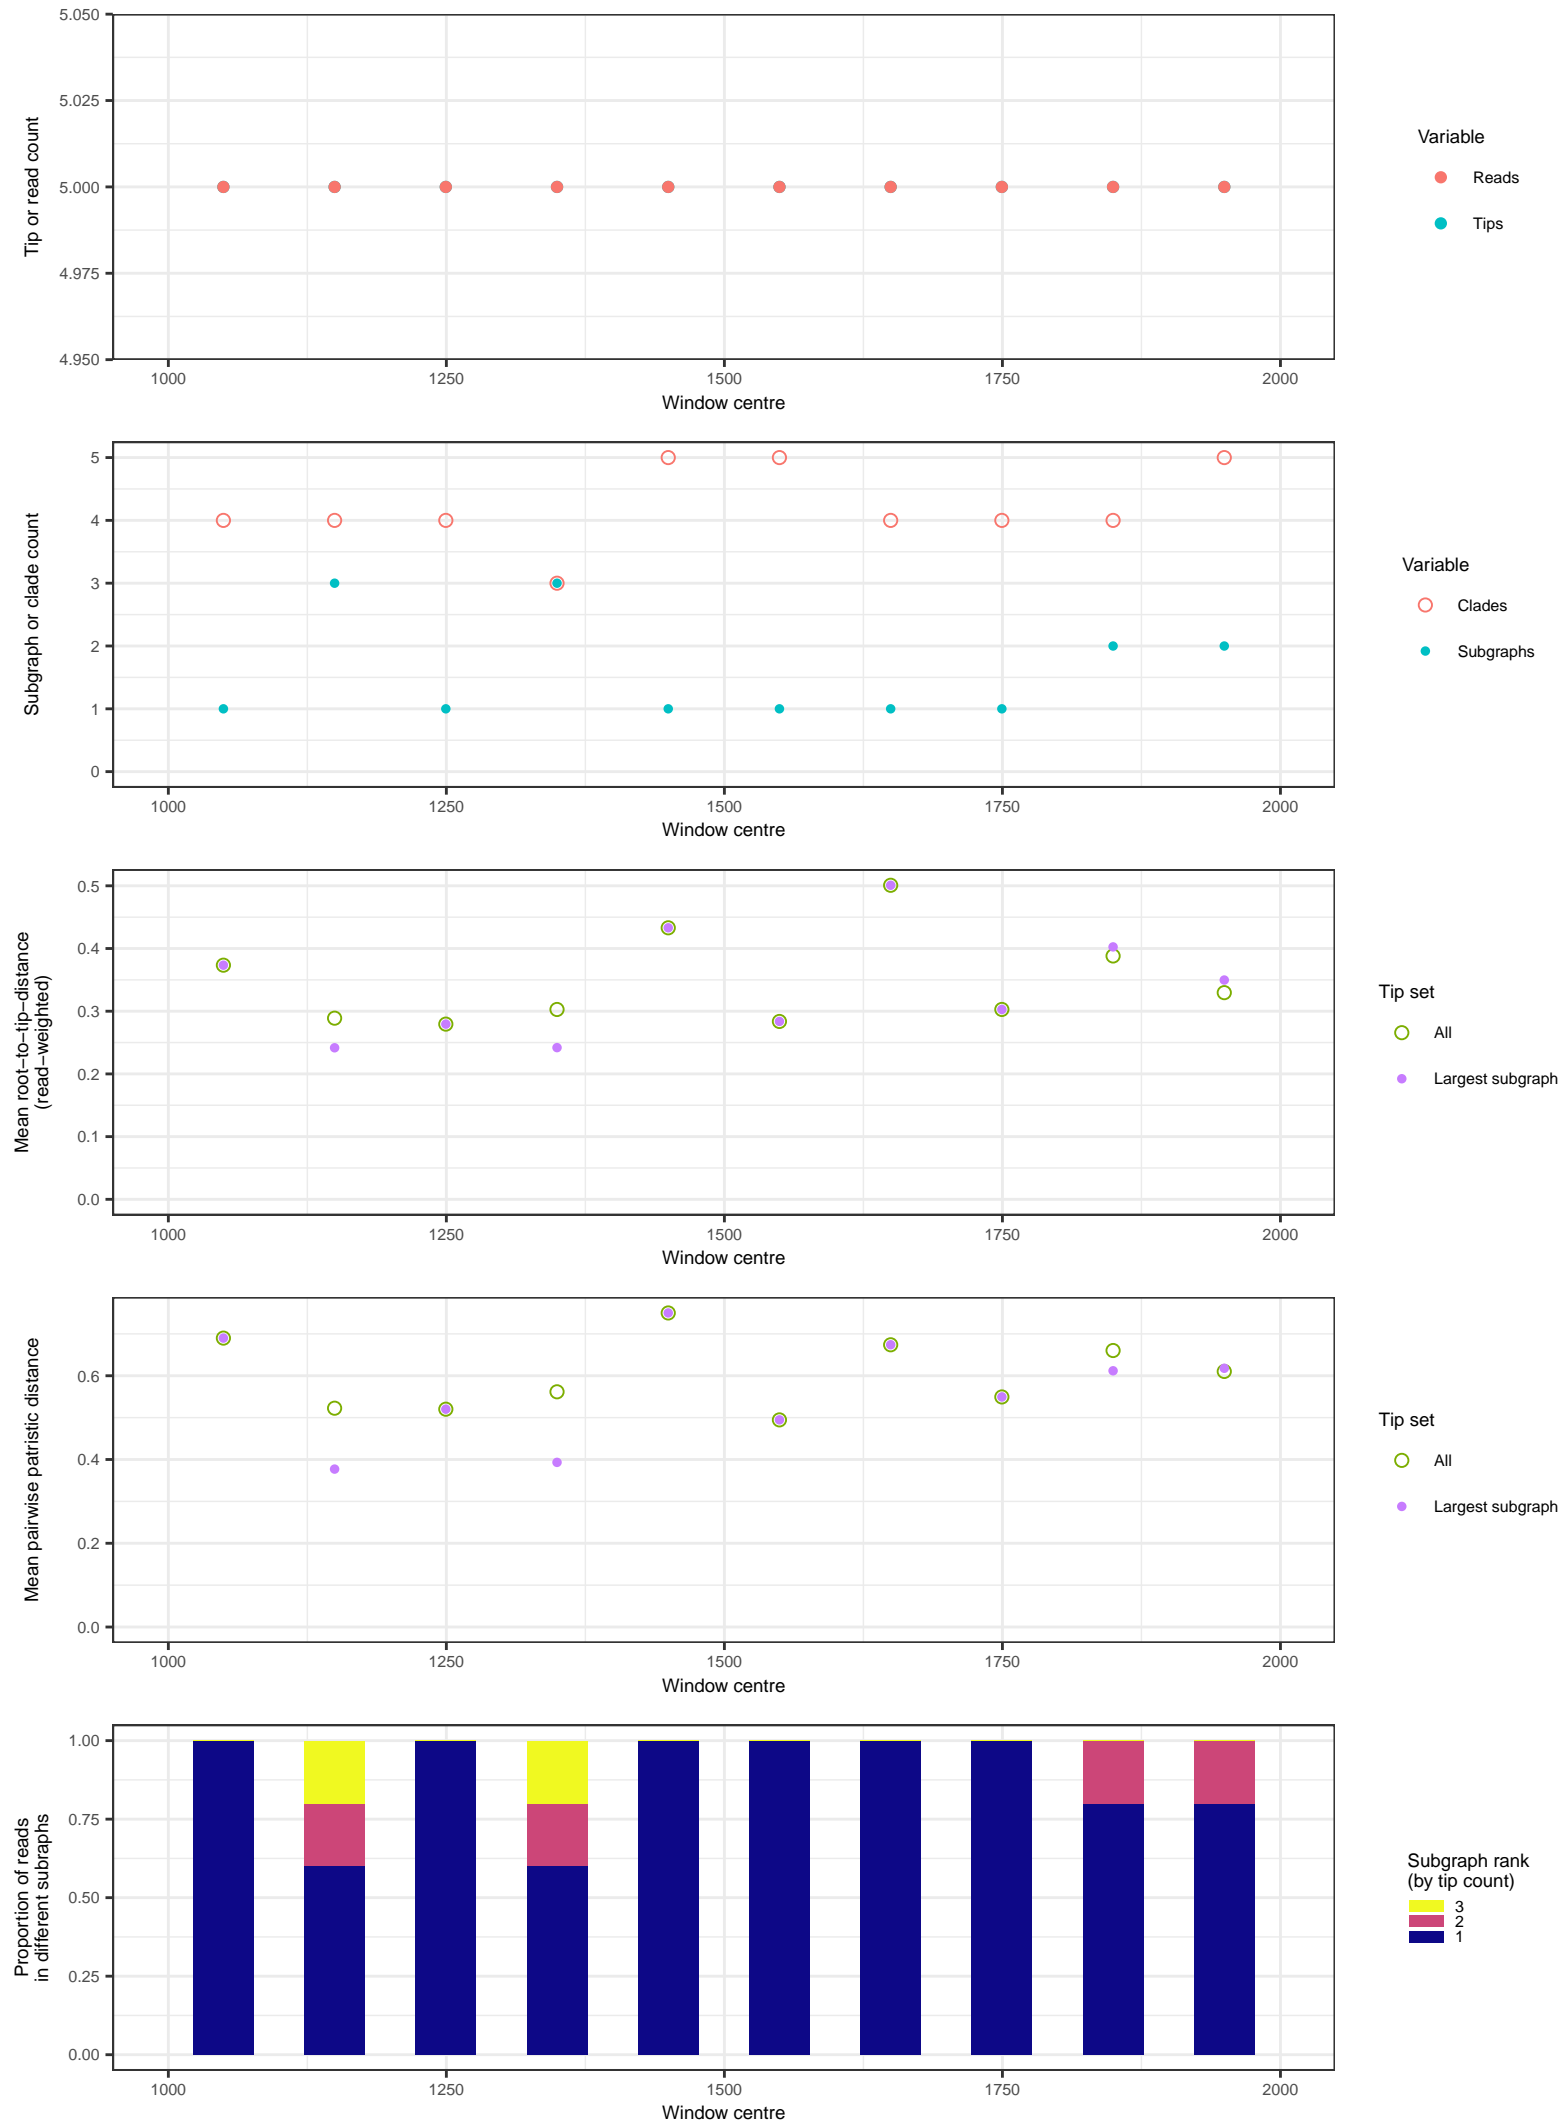 5.050
5.025
5.000
4.975
4.950
Tip or read count
1000 1250 1500 1750 2000
Window centre
Variable
Reads
Tips
5
4
3
2
1
0
Subgraph or clade count
1000 1250 1500 1750 2000
Window centre
Variable
Clades
Subgraphs
0.5
0.4
0.3
0.2
0.1
0.0
Mean root−to−tip−distance
(read−weighted)
1000 1250 1500 1750 2000
Window centre
Tip set
All
Largest subgraph
0.6
0.4
0.2
0.0
Mean pairwise patristic distance
1000 1250 1500 1750 2000
Window centre
Tip set
All
Largest subgraph
1.00
0.75
0.50
0.25
0.00
Proportion of reads
in different subraphs
1000 1250 1500 1750 2000
Window centre
Subgraph rank
(by tip count)
3
2
1